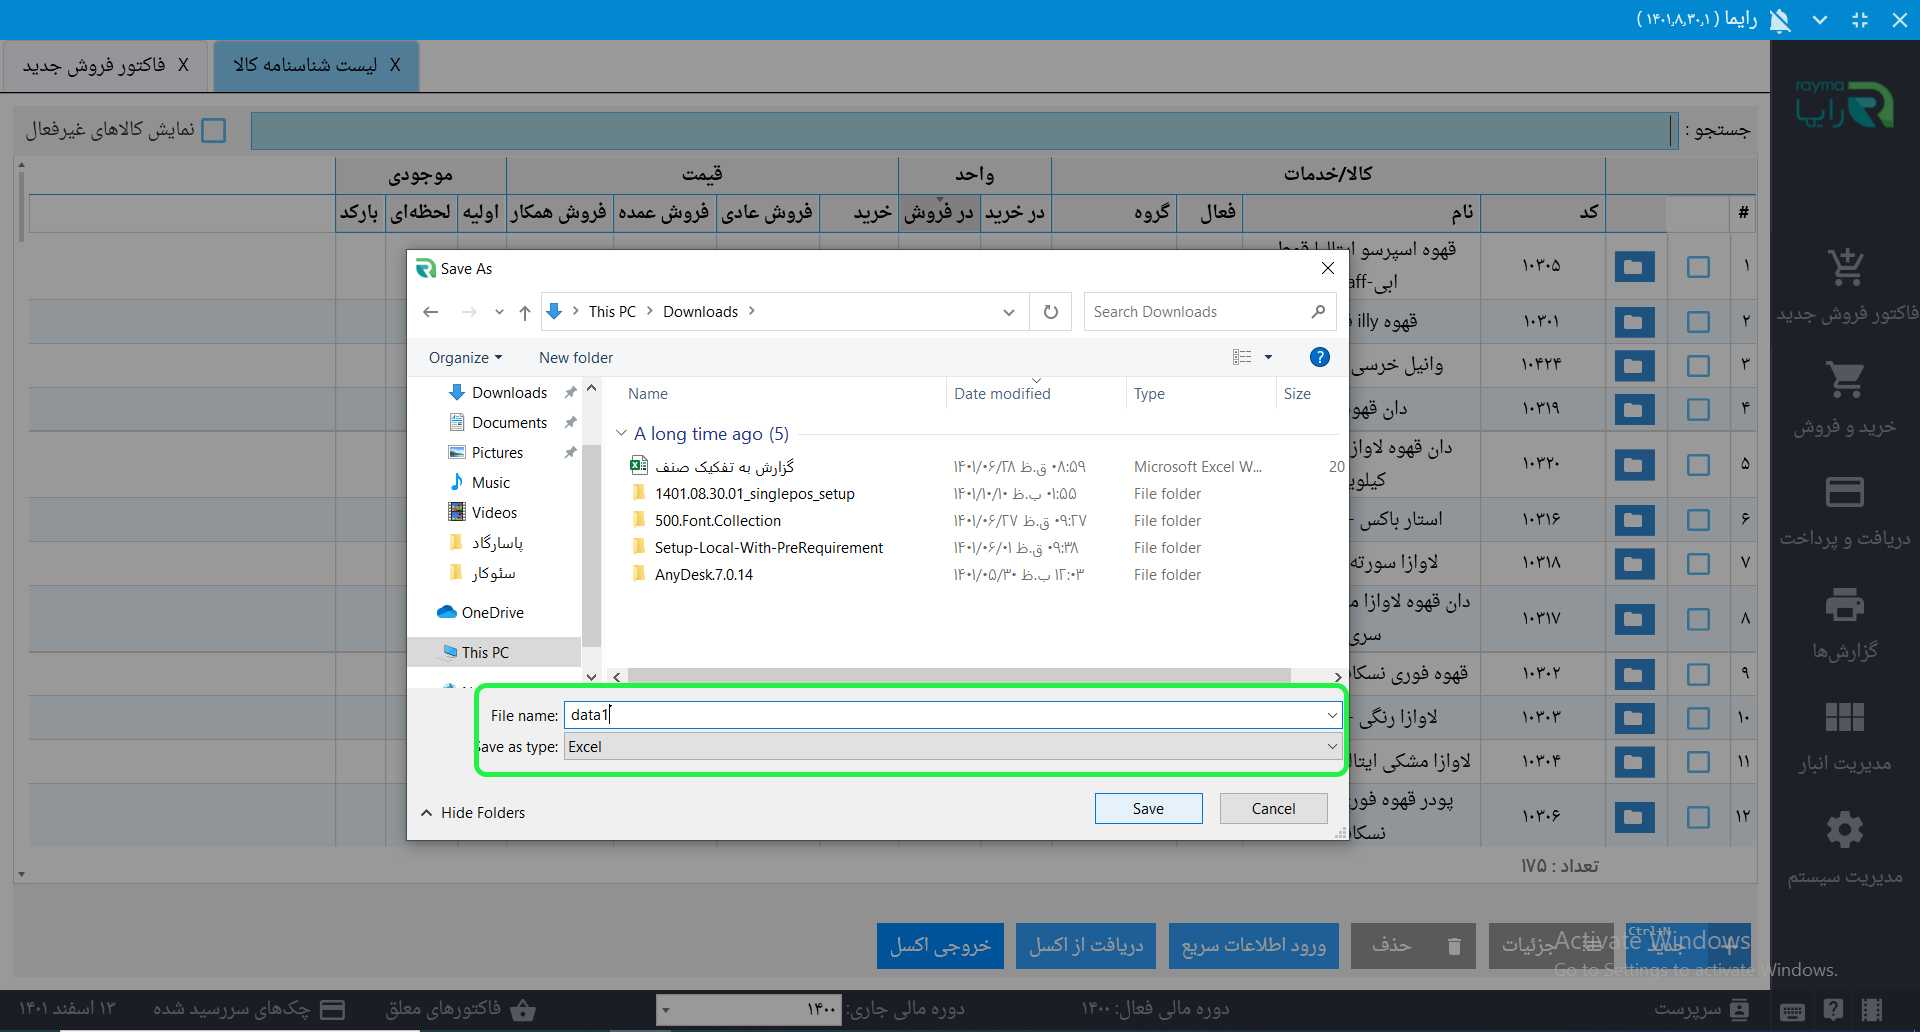 رایما ( ۱۴۰۱,۸,۳۰,۱ )
X لیست شناسنامه کالا
X فاکتور فروش جدید
rayma
رایما
جستجو :
نمایش کالاهای غیرفعال
کالا/خدمات
واحد
قیمت
موجودی
# کد نام فعال گروه در خرید در فروش خرید فروش عادی فروش عمده فروش همکار اولیه لحظه‌ای بارکد
۱ ۱۰۳۰۵ قهوه اسپرسو
ابی-aff
۲ ۱۰۳۰۱ قهوه illy
۳ ۱۰۴۲۴ وانیل خرسی
۴ ۱۰۳۱۹ دان قهوه
۵ ۱۰۳۲۰ دان قهوه لاواز
۶ ۱۰۳۱۶ استار باکس -
۷ ۱۰۳۱۸ لاوازا سورته
۸ ۱۰۳۱۷ دان قهوه لاوازا
سری
۹ ۱۰۳۰۲ قهوه فوری
۱۰ ۱۰۳۰۳ لاوازا رنگی -
۱۱ ۱۰۳۰۴ لاوازا مشکی
۱۲ ۱۰۳۰۶ پودر قهوه
تعداد : ۱۷۵
Save As
This PC > Downloads >
Search Downloads
Organize
New folder
Downloads
Documents
Pictures
Music
Videos
پاسارگاد
سئوکار
OneDrive
This PC
Name Date modified Type Size
A long time ago (5)
گزارش به تفکیک صنف ۱۴۰۱/۰۶/۲۸ ق.ظ ۰۸:۵۹ Microsoft Excel W... 20
1401.08.30.01_singlepos_setup ۱۴۰۱/۱۰/۱۰ ب.ظ ۰۱:۵۵ File folder
500.Font.Collection ۱۴۰۱/۰۶/۲۷ ق.ظ ۰۹:۲۷ File folder
Setup-Local-With-PreRequirement ۱۴۰۱/۰۶/۰۱ ق.ظ ۰۹:۳۸ File folder
AnyDesk.7.0.14 ۱۴۰۱/۰۵/۳۰ ب.ظ ۱۲:۰۳ File folder
File name: data1
Save as type: Excel
Hide Folders
Save
Cancel
فاکتور فروش جدید
خرید و فروش
دریافت و پرداخت
گزارش‌ها
مدیریت انبار
مدیریت سیستم
جدید Ctrl+N
جزئیات
حذف
ورود اطلاعات سریع
دریافت از اکسل
خروجی اکسل
Activate Windows
Go to Settings to activate Windows.
سرپرست
دوره مالی فعال: ۱۴۰۰
دوره مالی جاری: ۱۴۰۰
فاکتورهای معلق
چک‌های سررسید شده
۱۳ اسفند ۱۴۰۱